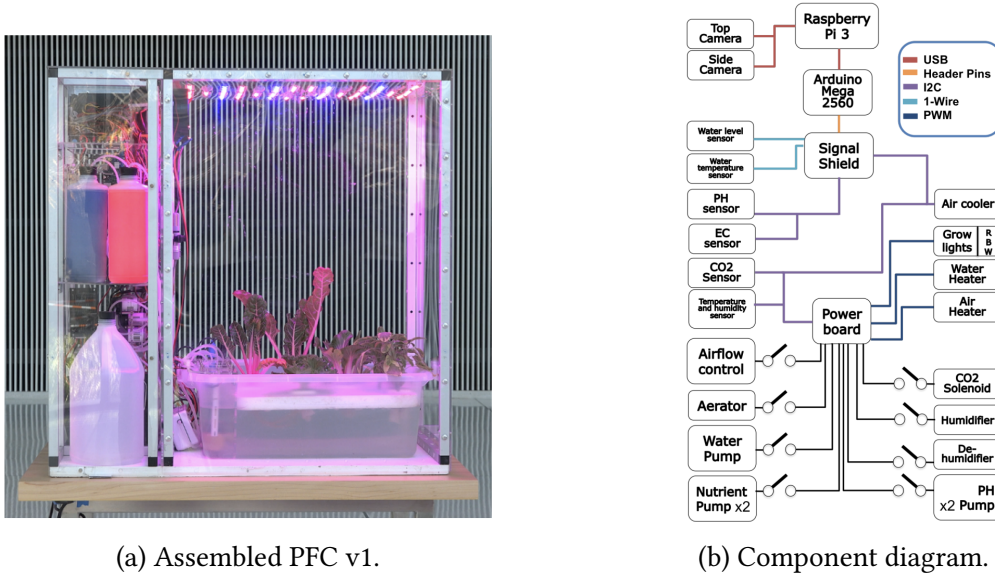 Raspberry
Pi 3
Top
Camera
Side
Camera
Arduino
Mega
2560
USB
Header Pins
I2C
1-Wire
PWM
Water level
sensor
Water
temperature
sensor
Signal
Shield
PH
sensor
EC
sensor
CO2
Sensor
Temperature
and humidity
sensor
Air cooler
Grow
lights
R
B
W
Water
Heater
Air
Heater
Power
board
Airflow
control
Aerator
Water
Pump
Nutrient
Pump x2
CO2
Solenoid
Humidifier
De-
humidifier
PH
x2 Pump
(a) Assembled PFC v1.
(b) Component diagram.